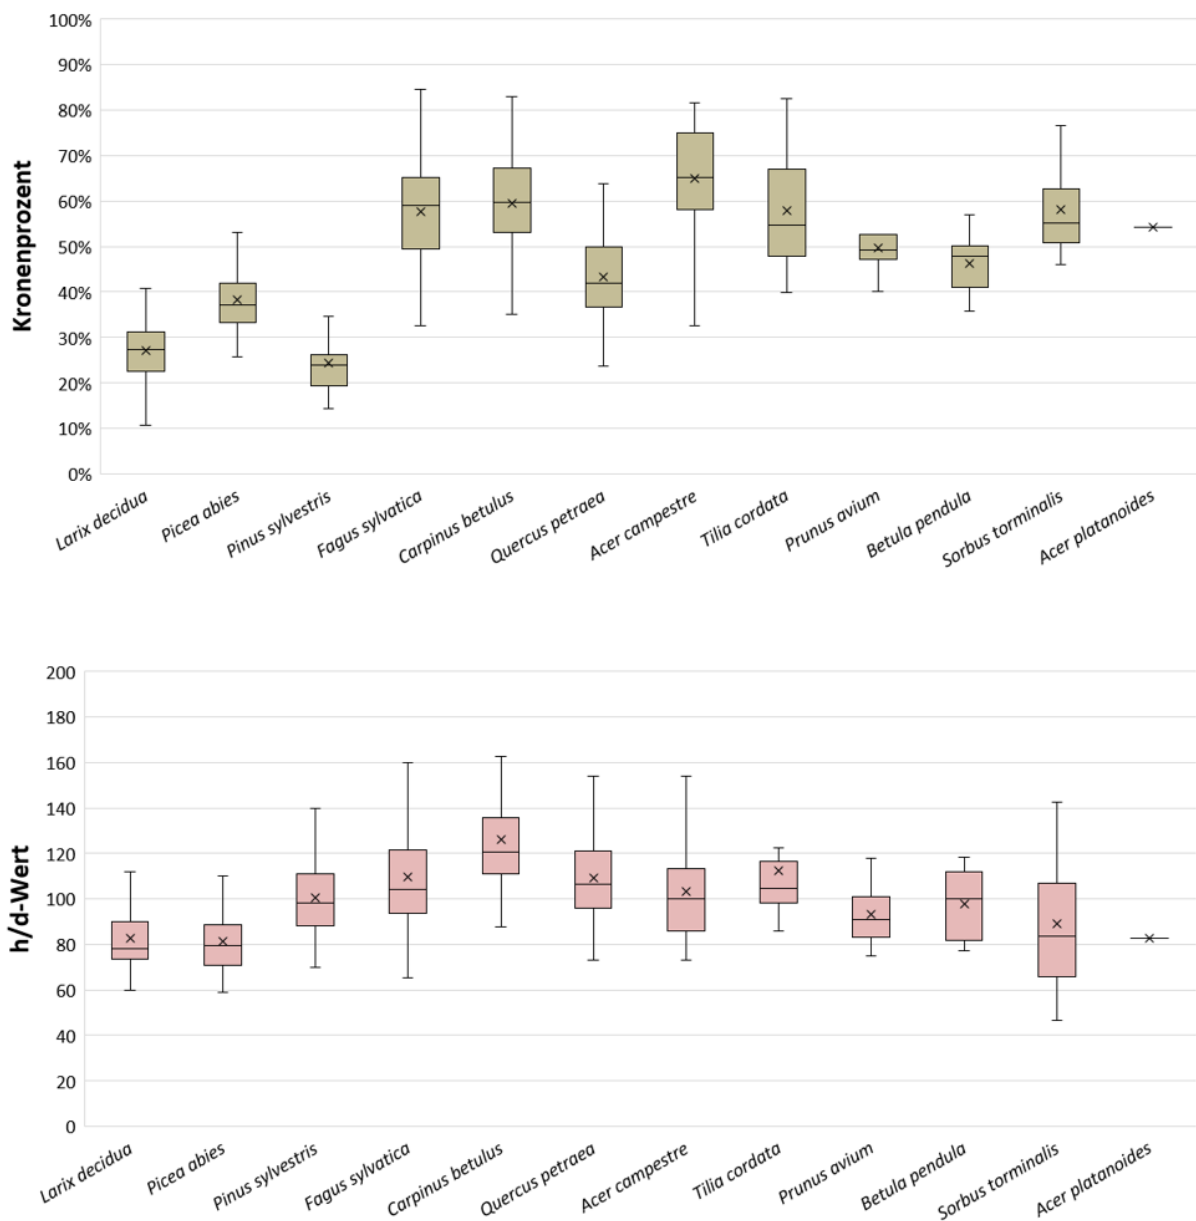 100%
90%
80%
70%
60%
50%
40%
30%
20%
10%
0%
Kronenprozent
Larix decidua
Picea abies
Pinus sylvestris
Fagus sylvatica
Carpinus betulus
Quercus petraea
Acer campestre
Tilia cordata
Prunus avium
Betula pendula
Sorbus torminalis
Acer platanoides
200
180
160
140
120
100
80
60
40
20
0
h/d-Wert
Larix decidua
Picea abies
Pinus sylvestris
Fagus sylvatica
Carpinus betulus
Quercus petraea
Acer campestre
Tilia cordata
Prunus avium
Betula pendula
Sorbus torminalis
Acer platanoides